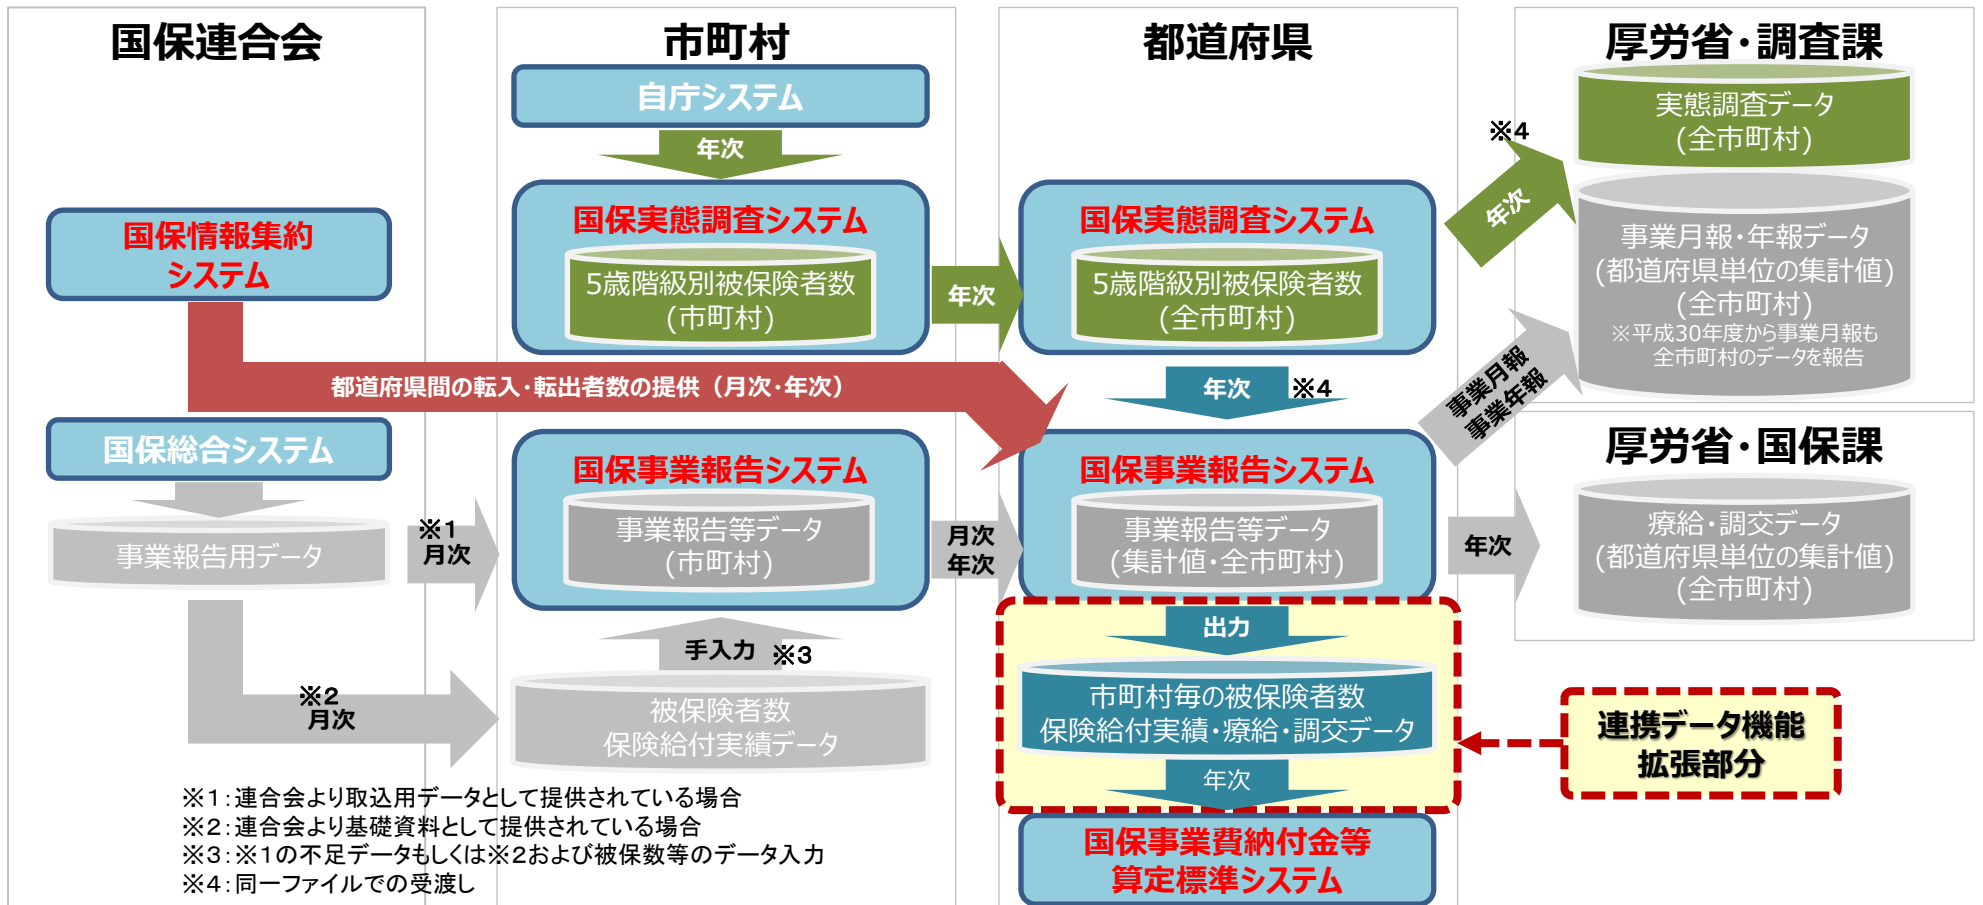 国保連合会
国保情報集約
システム
都道府県間の転入・転出者数の提供（月次・年次）
国保総合システム
事業報告用データ
※1
月次
※2
月次
市町村
自庁システム
年次
国保実態調査システム
5歳階級別被保険者数
(市町村)
年次
国保事業報告システム
事業報告等データ
(市町村)
月次
年次
手入力 ※3
被保険者数
保険給付実績データ
都道府県
国保実態調査システム
5歳階級別被保険者数
(全市町村)
年次 ※4
国保事業報告システム
事業報告等データ
(集計値・全市町村)
出力
市町村毎の被保険者数
保険給付実績・療給・調交データ
年次
国保事業費納付金等
算定標準システム
※4
年次
事業月報
事業年報
年次
厚労省・調査課
実態調査データ
(全市町村)
事業月報・年報データ
(都道府県単位の集計値)
(全市町村)
※平成30年度から事業月報も
全市町村のデータを報告
厚労省・国保課
療給・調交データ
(都道府県単位の集計値)
(全市町村)
連携データ機能
拡張部分
※1：連合会より取込用データとして提供されている場合
※2：連合会より基礎資料として提供されている場合
※3：※1の不足データもしくは※2および被保数等のデータ入力
※4：同一ファイルでの受渡し